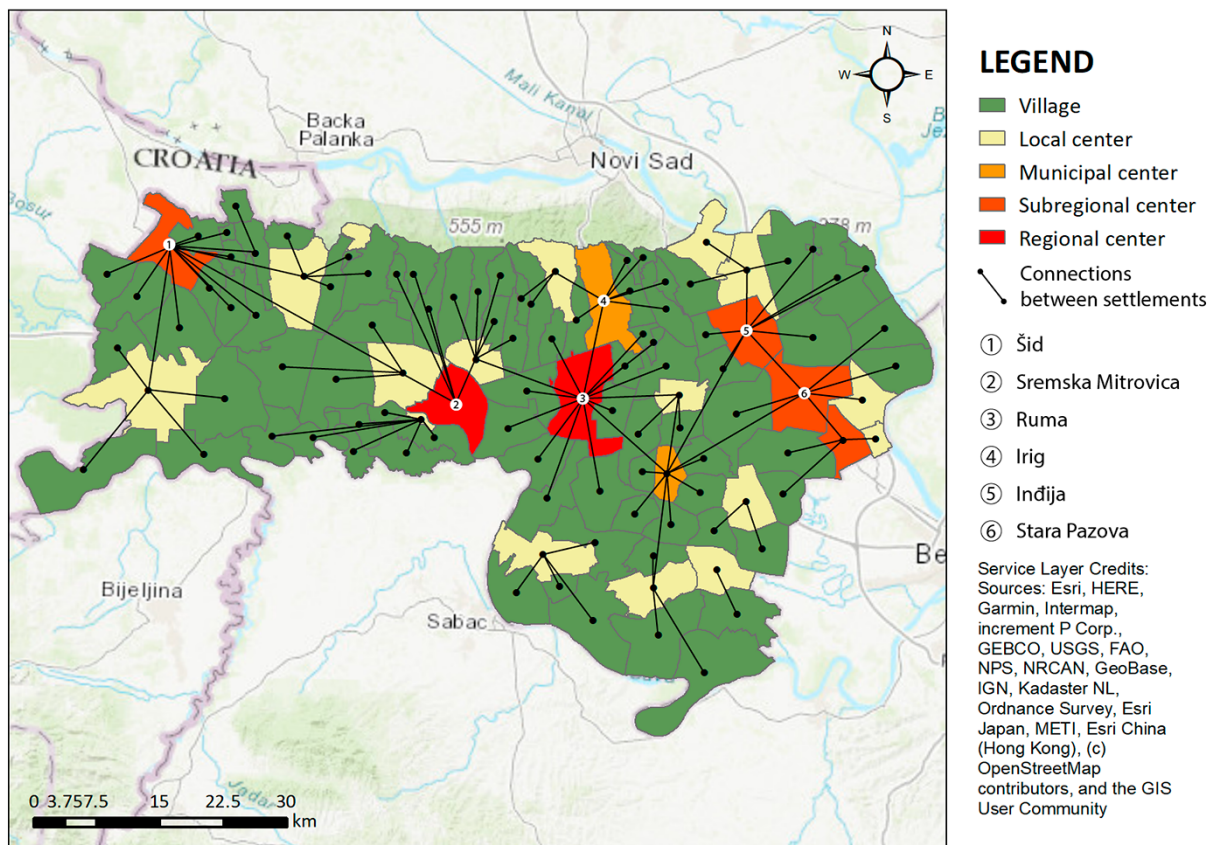 N
W E
S
Mali Kanal
Backa
Palanka
CROATIA
Novi Sad
Bosut
555 m
278 m
1
4
5
6
2
3
Bijeljina
Sabac
Be
Sava
Jadar
0 3.757.5 15 22.5 30
km
LEGEND
Village
Local center
Municipal center
Subregional center
Regional center
Connections
between settlements
1 Šid
2 Sremska Mitrovica
3 Ruma
4 Irig
5 Inđija
6 Stara Pazova
Service Layer Credits:
Sources: Esri, HERE,
Garmin, Intermap,
increment P Corp.,
GEBCO, USGS, FAO,
NPS, NRCAN, GeoBase,
IGN, Kadaster NL,
Ordnance Survey, Esri
Japan, METI, Esri China
(Hong Kong), (c)
OpenStreetMap
contributors, and the GIS
User Community